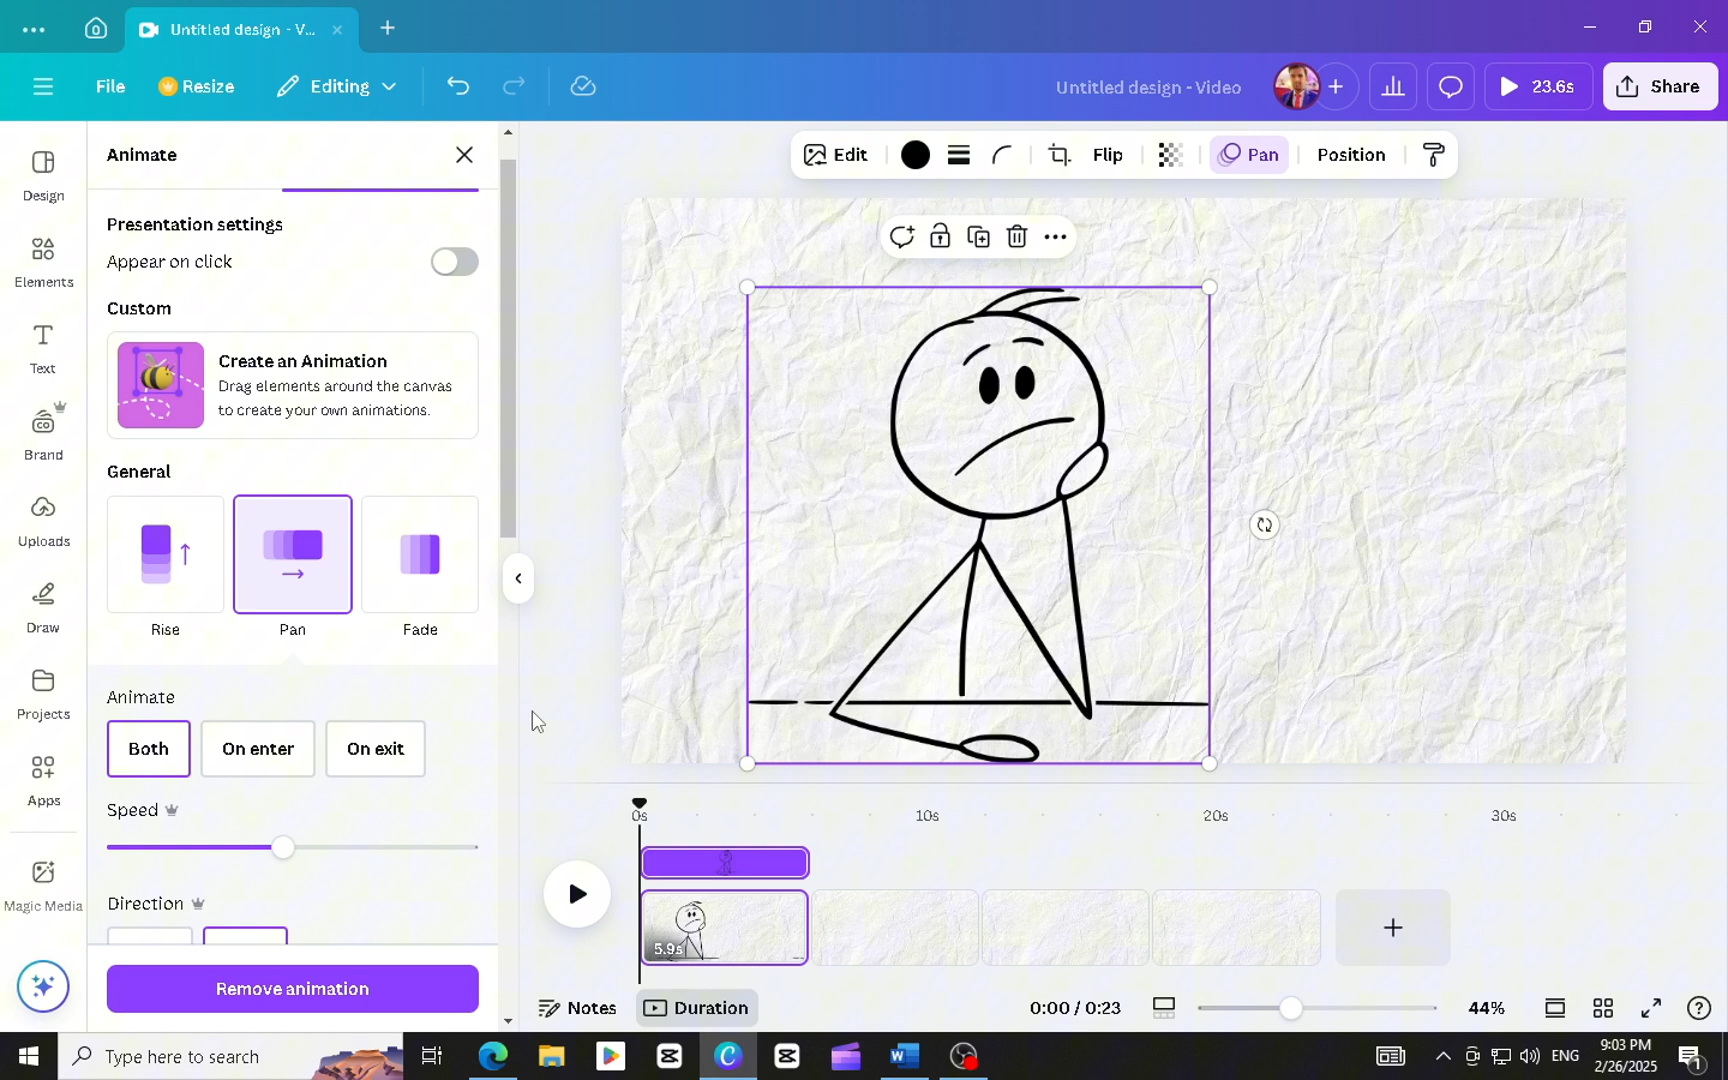 Untitled design - V...
File
Resize
Editing
Untitled design - Video
23.6s
Share
Design
Elements
Text
Brand
Uploads
Draw
Projects
Apps
Magic Media
Animate
Presentation settings
Appear on click
Custom
Create an Animation
Drag elements around the canvas
to create your own animations.
General
Rise
Pan
Fade
Animate
Both
On enter
On exit
Speed
Direction
Remove animation
Edit
Flip
Pan
Position
0s
10s
20s
30s
5.9s
Notes
Duration
0:00 / 0:23
44%
Type here to search
ENG
9:03 PM
2/26/2025
1